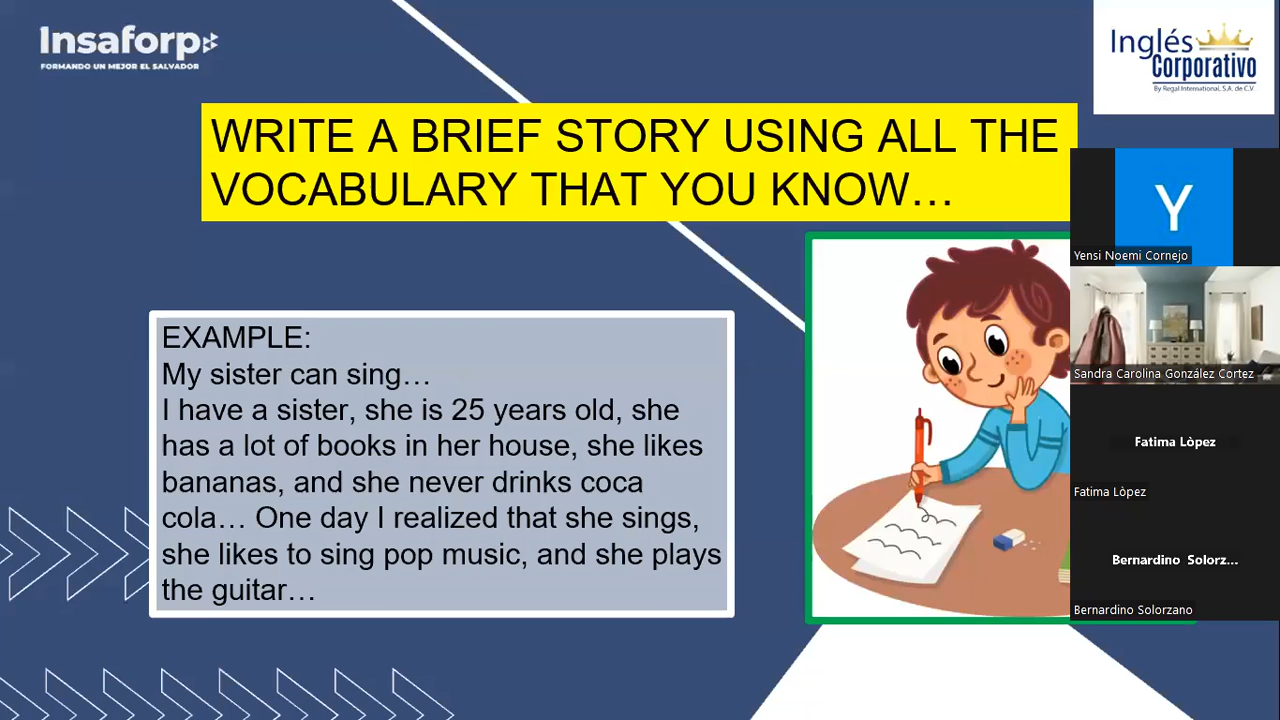 Insaforp
FORMANDO UN MEJOR EL SALVADOR
Inglés
Corporativo
By Regal International, S.A. de C.V.
WRITE A BRIEF STORY USING ALL THE
VOCABULARY THAT YOU KNOW…
Y
Yensi Noemi Cornejo
Sandra Carolina González Cortez
Fatima Lòpez
Fatima Lòpez
Bernardino Solorz...
Bernardino Solorzano
EXAMPLE:
My sister can sing…
I have a sister, she is 25 years old, she
has a lot of books in her house, she likes
bananas, and she never drinks coca
cola… One day I realized that she sings,
she likes to sing pop music, and she plays
the guitar…